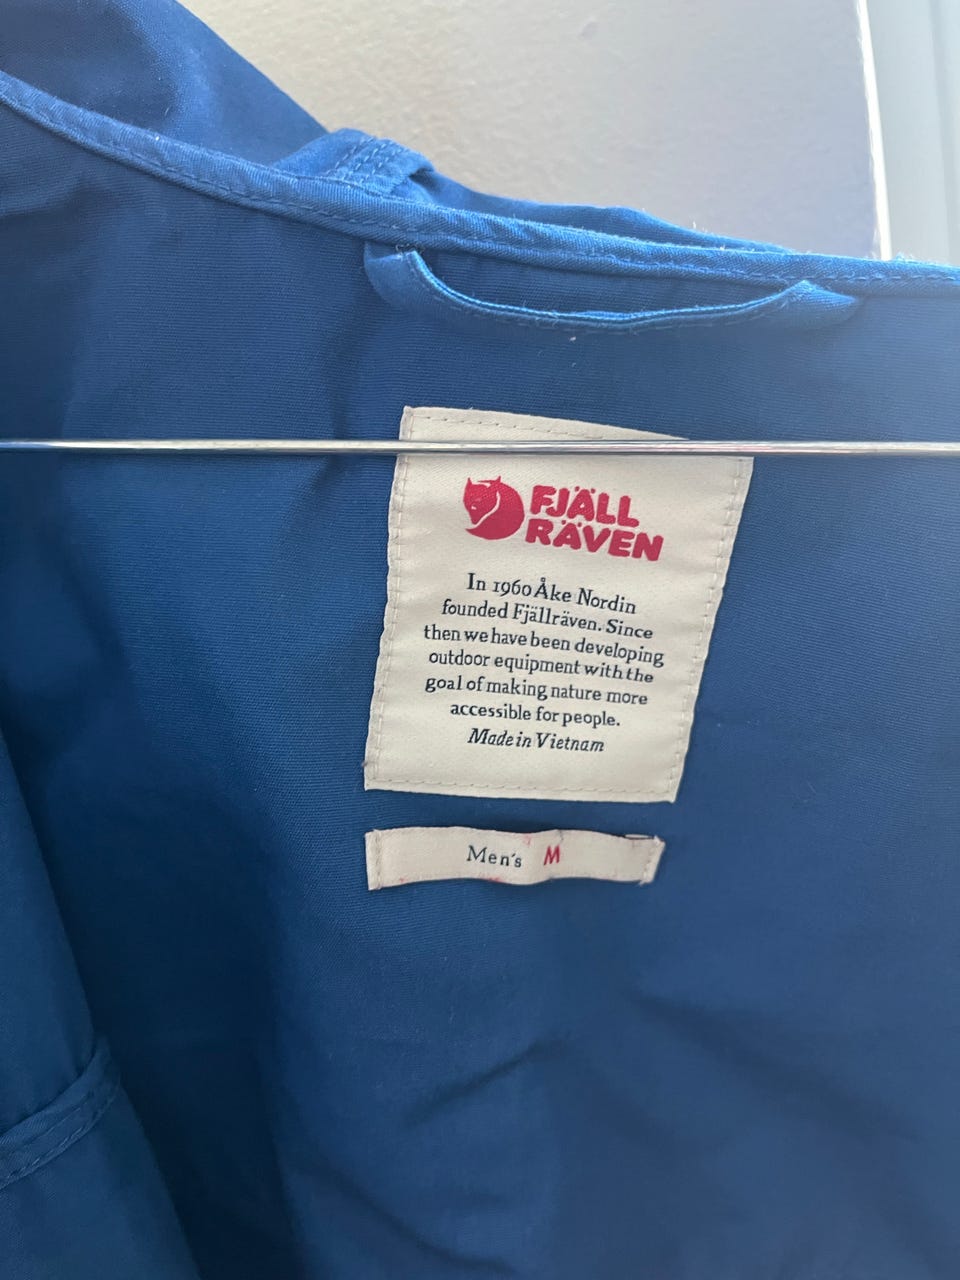 FJÄLL
RÄVEN
In 1960 Åke Nordin
founded Fjällräven. Since
then we have been developing
outdoor equipment with the
goal of making nature more
accessible for people.
Made in Vietnam
Men's M